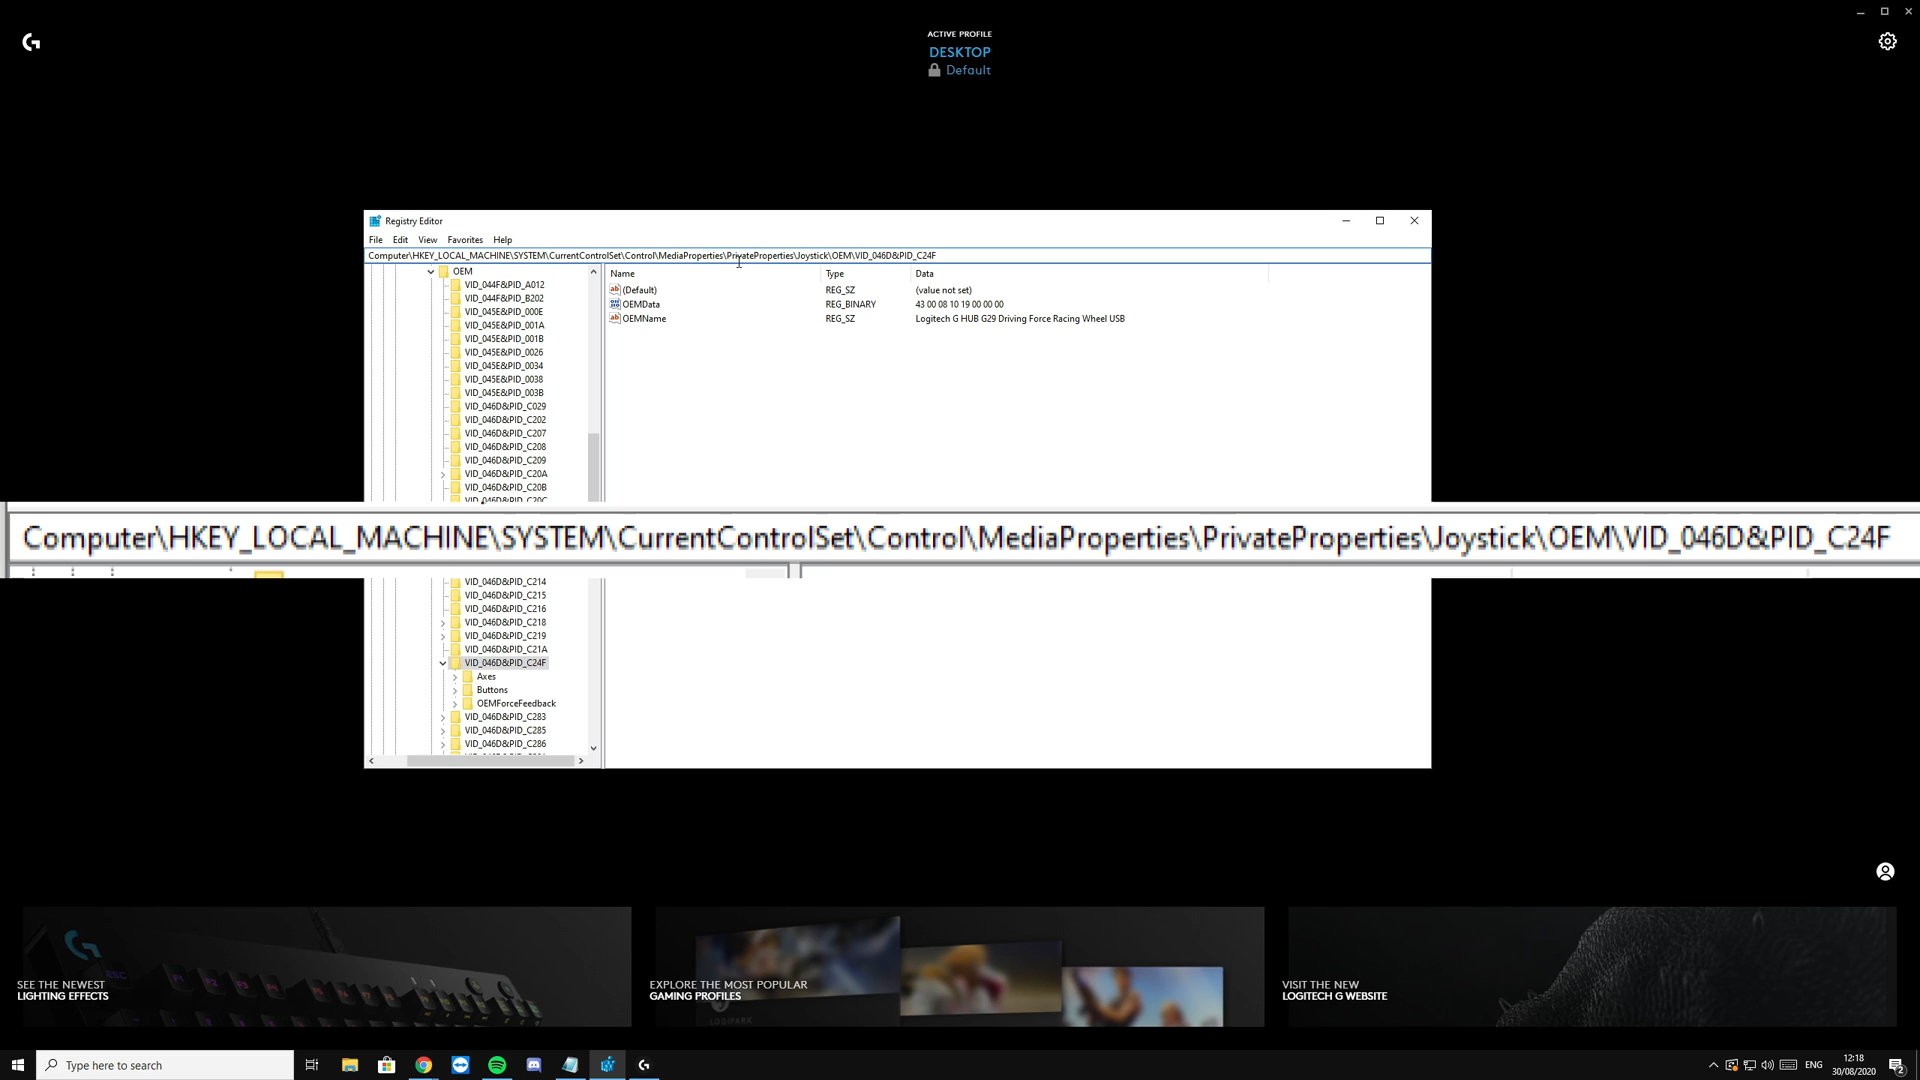 ACTIVE PROFILE
DESKTOP
Default
Registry Editor
File Edit View Favorites Help
Computer\HKEY_LOCAL_MACHINE\SYSTEM\CurrentControlSet\Control\MediaProperties\PrivateProperties\Joystick\OEM\VID_046D&PID_C24F
OEM
VID_044F&PID_A012
VID_044F&PID_B202
VID_045E&PID_000E
VID_045E&PID_001A
VID_045E&PID_001B
VID_045E&PID_0026
VID_045E&PID_0034
VID_045E&PID_0038
VID_045E&PID_003B
VID_046D&PID_C029
VID_046D&PID_C202
VID_046D&PID_C207
VID_046D&PID_C208
VID_046D&PID_C209
VID_046D&PID_C20A
VID_046D&PID_C20B
VID_046D&PID_C20C
Name Type Data
(Default) REG_SZ (value not set)
OEMData REG_BINARY 43 00 08 10 19 00 00 00
OEMName REG_SZ Logitech G HUB G29 Driving Force Racing Wheel USB
Computer\HKEY_LOCAL_MACHINE\SYSTEM\CurrentControlSet\Control\MediaProperties\PrivateProperties\Joystick\OEM\VID_046D&PID_C24F
VID_046D&PID_C214
VID_046D&PID_C215
VID_046D&PID_C216
VID_046D&PID_C218
VID_046D&PID_C219
VID_046D&PID_C21A
VID_046D&PID_C24F
Axes
Buttons
OEMForceFeedback
VID_046D&PID_C283
VID_046D&PID_C285
VID_046D&PID_C286
SEE THE NEWEST
LIGHTING EFFECTS
EXPLORE THE MOST POPULAR
GAMING PROFILES
LOGIPARK
VISIT THE NEW
LOGITECH G WEBSITE
Type here to search
ENG
12:18
30/08/2020
2